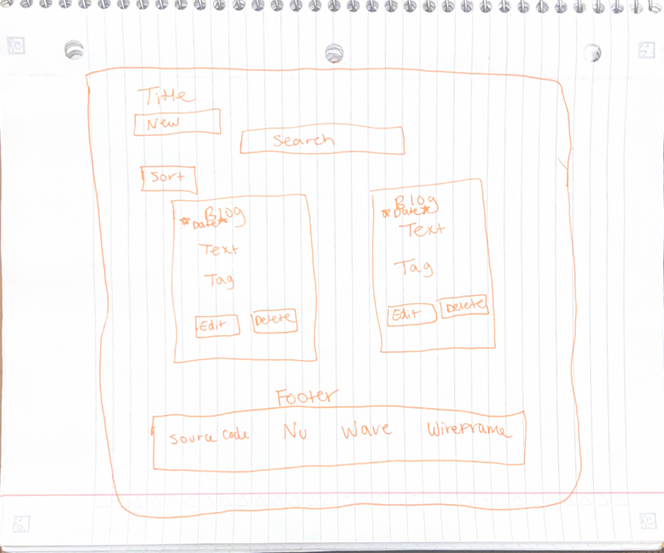 Title
New
Search
Sort
Blog
*Date*
Text
Tag
Edit
Delete
Blog
*Date*
Text
Tag
Edit
Delete
Footer
Source Code Nu Wave Wireframe